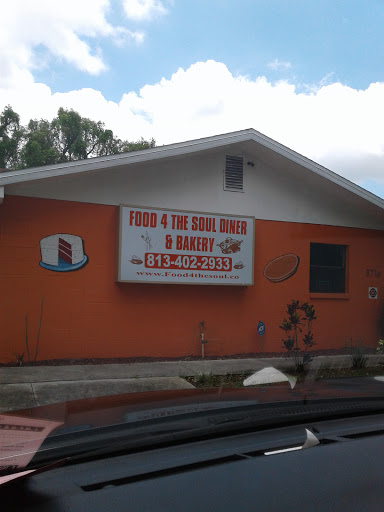 FOOD 4 THE SOUL DINER
& BAKERY
813-402-2933
www.Food4thesoul.co